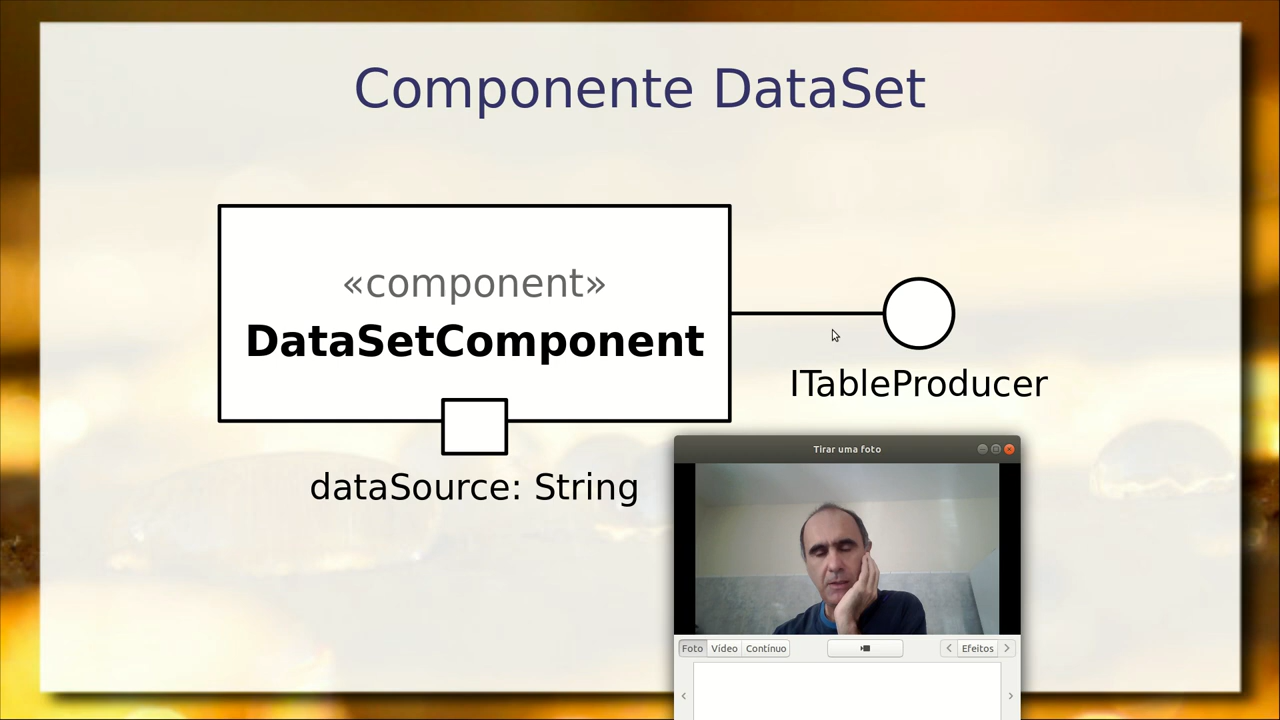 Componente DataSet
«component»
DataSetComponent
ITableProducer
dataSource: String
Tirar uma foto
Foto Vídeo Contínuo Efeitos